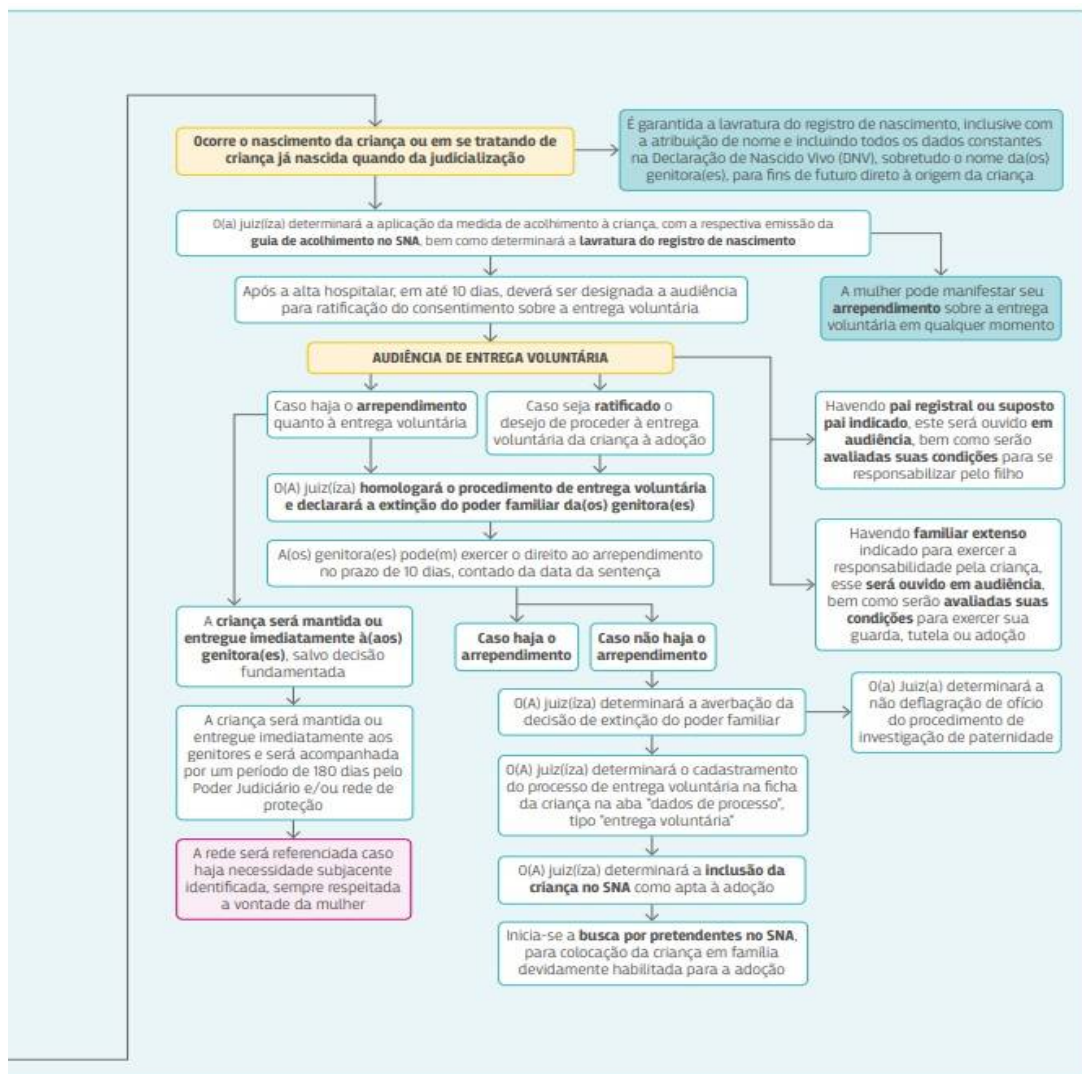 Ocorre o nascimento da criança ou em se tratando de
criança já nascida quando da judicialização
É garantida a lavratura do registro de nascimento, inclusive com
a atribuição de nome e incluindo todos os dados constantes
na Declaração de Nascido Vivo (DNV), sobretudo o nome da(os)
genitora(es), para fins de futuro direto à origem da criança
O(a) juiz(íza) determinará a aplicação da medida de acolhimento à criança, com a respectiva emissão da
guia de acolhimento no SNA, bem como determinará a lavratura do registro de nascimento
Após a alta hospitalar, em até 10 dias, deverá ser designada a audiência
para ratificação do consentimento sobre a entrega voluntária
A mulher pode manifestar seu
arrependimento sobre a entrega
voluntária em qualquer momento
AUDIÊNCIA DE ENTREGA VOLUNTÁRIA
Caso haja o arrependimento
quanto à entrega voluntária
Caso seja ratificado o
desejo de proceder à entrega
voluntária da criança à adoção
Havendo pai registral ou suposto
pai indicado, este será ouvido em
audiência, bem como serão
avaliadas suas condições para se
responsabilizar pelo filho
O(A) juiz(íza) homologará o procedimento de entrega voluntária
e declarará a extinção do poder familiar da(os) genitora(es)
A(os) genitora(es) pode(m) exercer o direito ao arrependimento
no prazo de 10 dias, contado da data da sentença
Havendo familiar extenso
indicado para exercer a
responsabilidade pela criança,
esse será ouvido em audiência,
bem como serão avaliadas suas
condições para exercer sua
guarda, tutela ou adoção
A criança será mantida ou
entregue imediatamente à(aos)
genitora(es), salvo decisão
fundamentada
Caso haja o
arrependimento
Caso não haja o
arrependimento
O(A) juiz(íza) determinará a averbação da
decisão de extinção do poder familiar
O(a) Juiz(a) determinará a
não deflagração de ofício
do procedimento de
investigação de paternidade
A criança será mantida ou
entregue imediatamente aos
genitores e será acompanhada
por um período de 180 dias pelo
Poder Judiciário e/ou rede de
proteção
O(A) juiz(íza) determinará o cadastramento
do processo de entrega voluntária na ficha
da criança na aba "dados de processo",
tipo "entrega voluntária"
A rede será referenciada caso
haja necessidade subjacente
identificada, sempre respeitada
a vontade da mulher
O(A) juiz(íza) determinará a inclusão da
criança no SNA como apta à adoção
Inicia-se a busca por pretendentes no SNA,
para colocação da criança em família
devidamente habilitada para a adoção